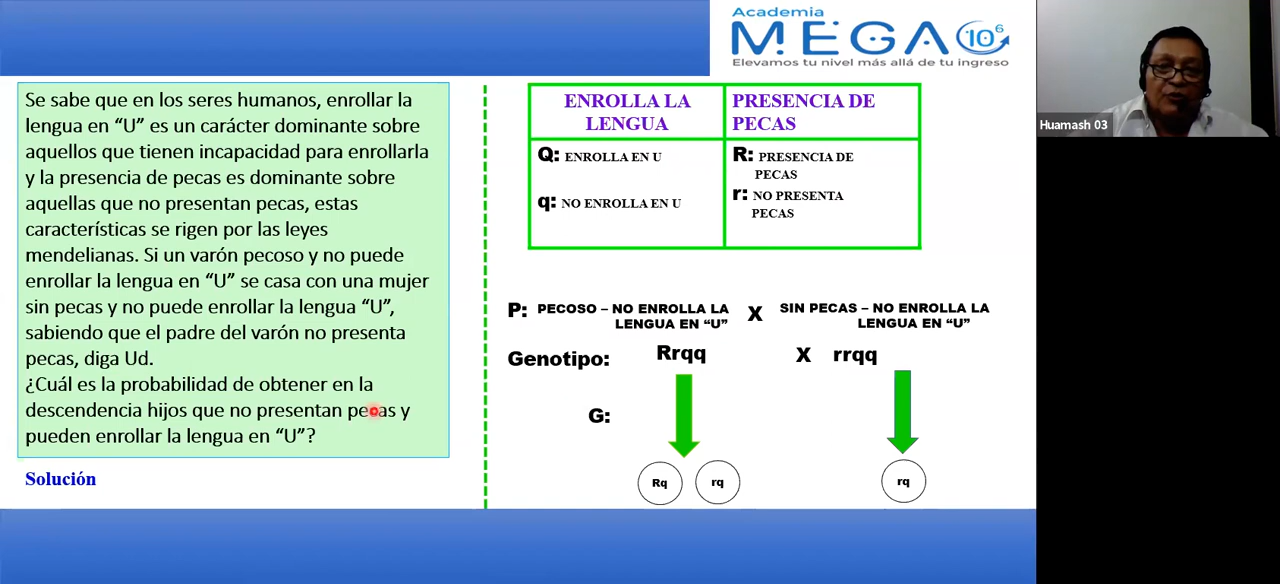 Academia
MEGA 10⁶
Elevamos tu nivel más allá de tu ingreso
Huamash 03
Se sabe que en los seres humanos, enrollar la
lengua en “U” es un carácter dominante sobre
aquellos que tienen incapacidad para enrollarla
y la presencia de pecas es dominante sobre
aquellas que no presentan pecas, estas
características se rigen por las leyes
mendelianas. Si un varón pecoso y no puede
enrollar la lengua en “U” se casa con una mujer
sin pecas y no puede enrollar la lengua “U”,
sabiendo que el padre del varón no presenta
pecas, diga Ud.
¿Cuál es la probabilidad de obtener en la
descendencia hijos que no presentan pecas y
pueden enrollar la lengua en “U”?
Solución
ENROLLA LA
LENGUA
PRESENCIA DE
PECAS
Q: ENROLLA EN U
q: NO ENROLLA EN U
R: PRESENCIA DE
PECAS
r: NO PRESENTA
PECAS
P: PECOSO – NO ENROLLA LA
LENGUA EN “U”
X
SIN PECAS – NO ENROLLA LA
LENGUA EN “U”
Genotipo: Rrqq X rrqq
G:
Rq rq rq